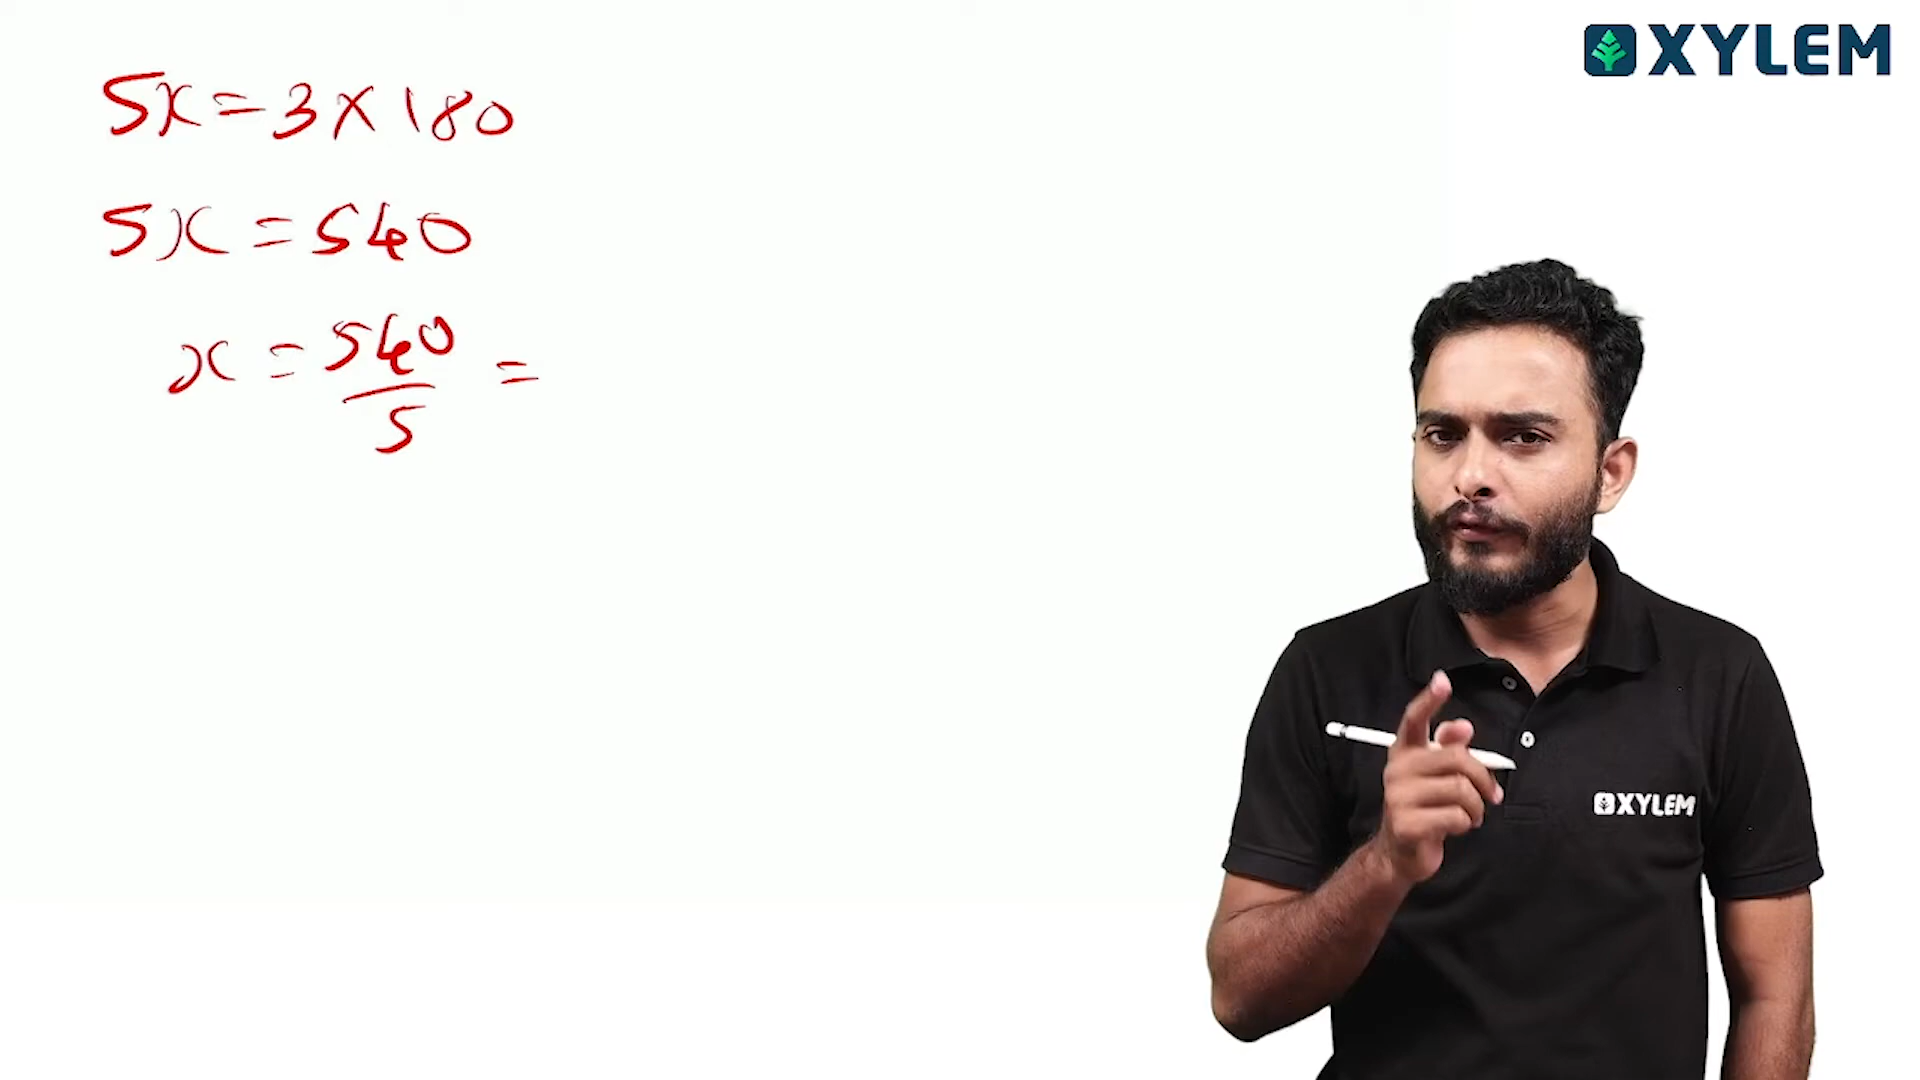 XYLEM
5x = 3 × 180
5x = 540
x = 540/5 =
XYLEM